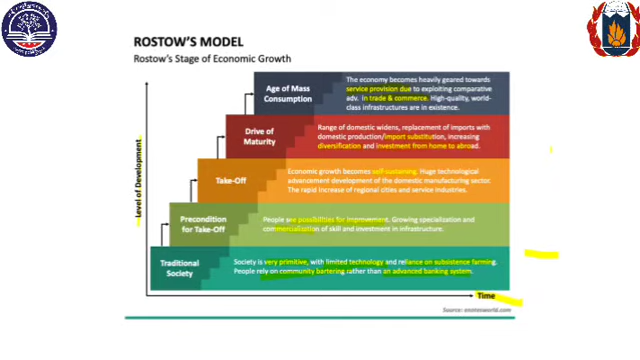 ROSTOW'S MODEL
Rostow's Stage of Economic Growth
Level of Development
Age of Mass
Consumption
The economy becomes heavily geared towards
service provision due to exploiting comparative
adv. In trade & commerce. High-quality, world-
class infrastructures are in existence.
Drive of
Maturity
Range of domestic widens, replacement of imports with
domestic production/import substitution, increasing
diversification and investment from home to abroad.
Take-Off
Economic growth becomes self-sustaining. Huge technological
advancement development of the domestic manufacturing sector.
The rapid increase of regional cities and service industries.
Precondition
for Take-Off
People see possibilities for improvement. Growing specialization and
commercialization of skill and investment in infrastructure.
Traditional
Society
Society is very primitive, with limited technology and reliance on subsistence farming.
People rely on community bartering rather than an advanced banking system.
Time